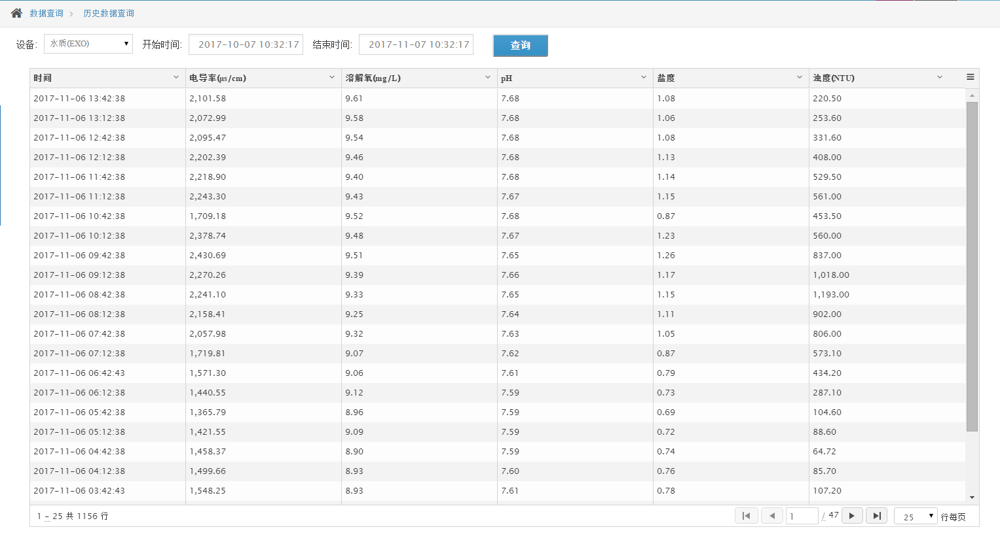 数据查询 > 历史数据查询
设备: 水质(EXO) 开始时间: 2017-10-07 10:32:17 结束时间: 2017-11-07 10:32:17 查询
时间 电导率(μs/cm) 溶解氧(mg/L) pH 盐度 浊度(NTU)
2017-11-06 13:42:38 2,101.58 9.61 7.68 1.08 220.50
2017-11-06 13:12:38 2,072.99 9.58 7.68 1.06 253.60
2017-11-06 12:42:38 2,095.47 9.54 7.68 1.08 331.60
2017-11-06 12:12:38 2,202.39 9.46 7.68 1.13 408.00
2017-11-06 11:42:38 2,218.90 9.40 7.68 1.14 529.50
2017-11-06 11:12:38 2,243.30 9.43 7.67 1.15 561.00
2017-11-06 10:42:38 1,709.18 9.52 7.68 0.87 453.50
2017-11-06 10:12:38 2,378.74 9.48 7.67 1.23 560.00
2017-11-06 09:42:38 2,430.69 9.51 7.65 1.26 837.00
2017-11-06 09:12:38 2,270.26 9.39 7.66 1.17 1,018.00
2017-11-06 08:42:38 2,241.10 9.33 7.65 1.15 1,193.00
2017-11-06 08:12:38 2,158.41 9.25 7.64 1.11 902.00
2017-11-06 07:42:38 2,057.98 9.32 7.63 1.05 806.00
2017-11-06 07:12:38 1,719.81 9.07 7.62 0.87 573.10
2017-11-06 06:42:43 1,571.30 9.06 7.61 0.79 434.20
2017-11-06 06:12:38 1,440.55 9.12 7.59 0.73 287.10
2017-11-06 05:42:38 1,365.79 8.96 7.59 0.69 104.60
2017-11-06 05:12:38 1,421.55 9.09 7.59 0.72 88.60
2017-11-06 04:42:38 1,458.37 8.90 7.59 0.74 64.72
2017-11-06 04:12:38 1,499.66 8.93 7.60 0.76 85.70
2017-11-06 03:42:43 1,548.25 8.93 7.61 0.78 107.20
1 - 25 共 1156 行 1 / 47 25 行每页